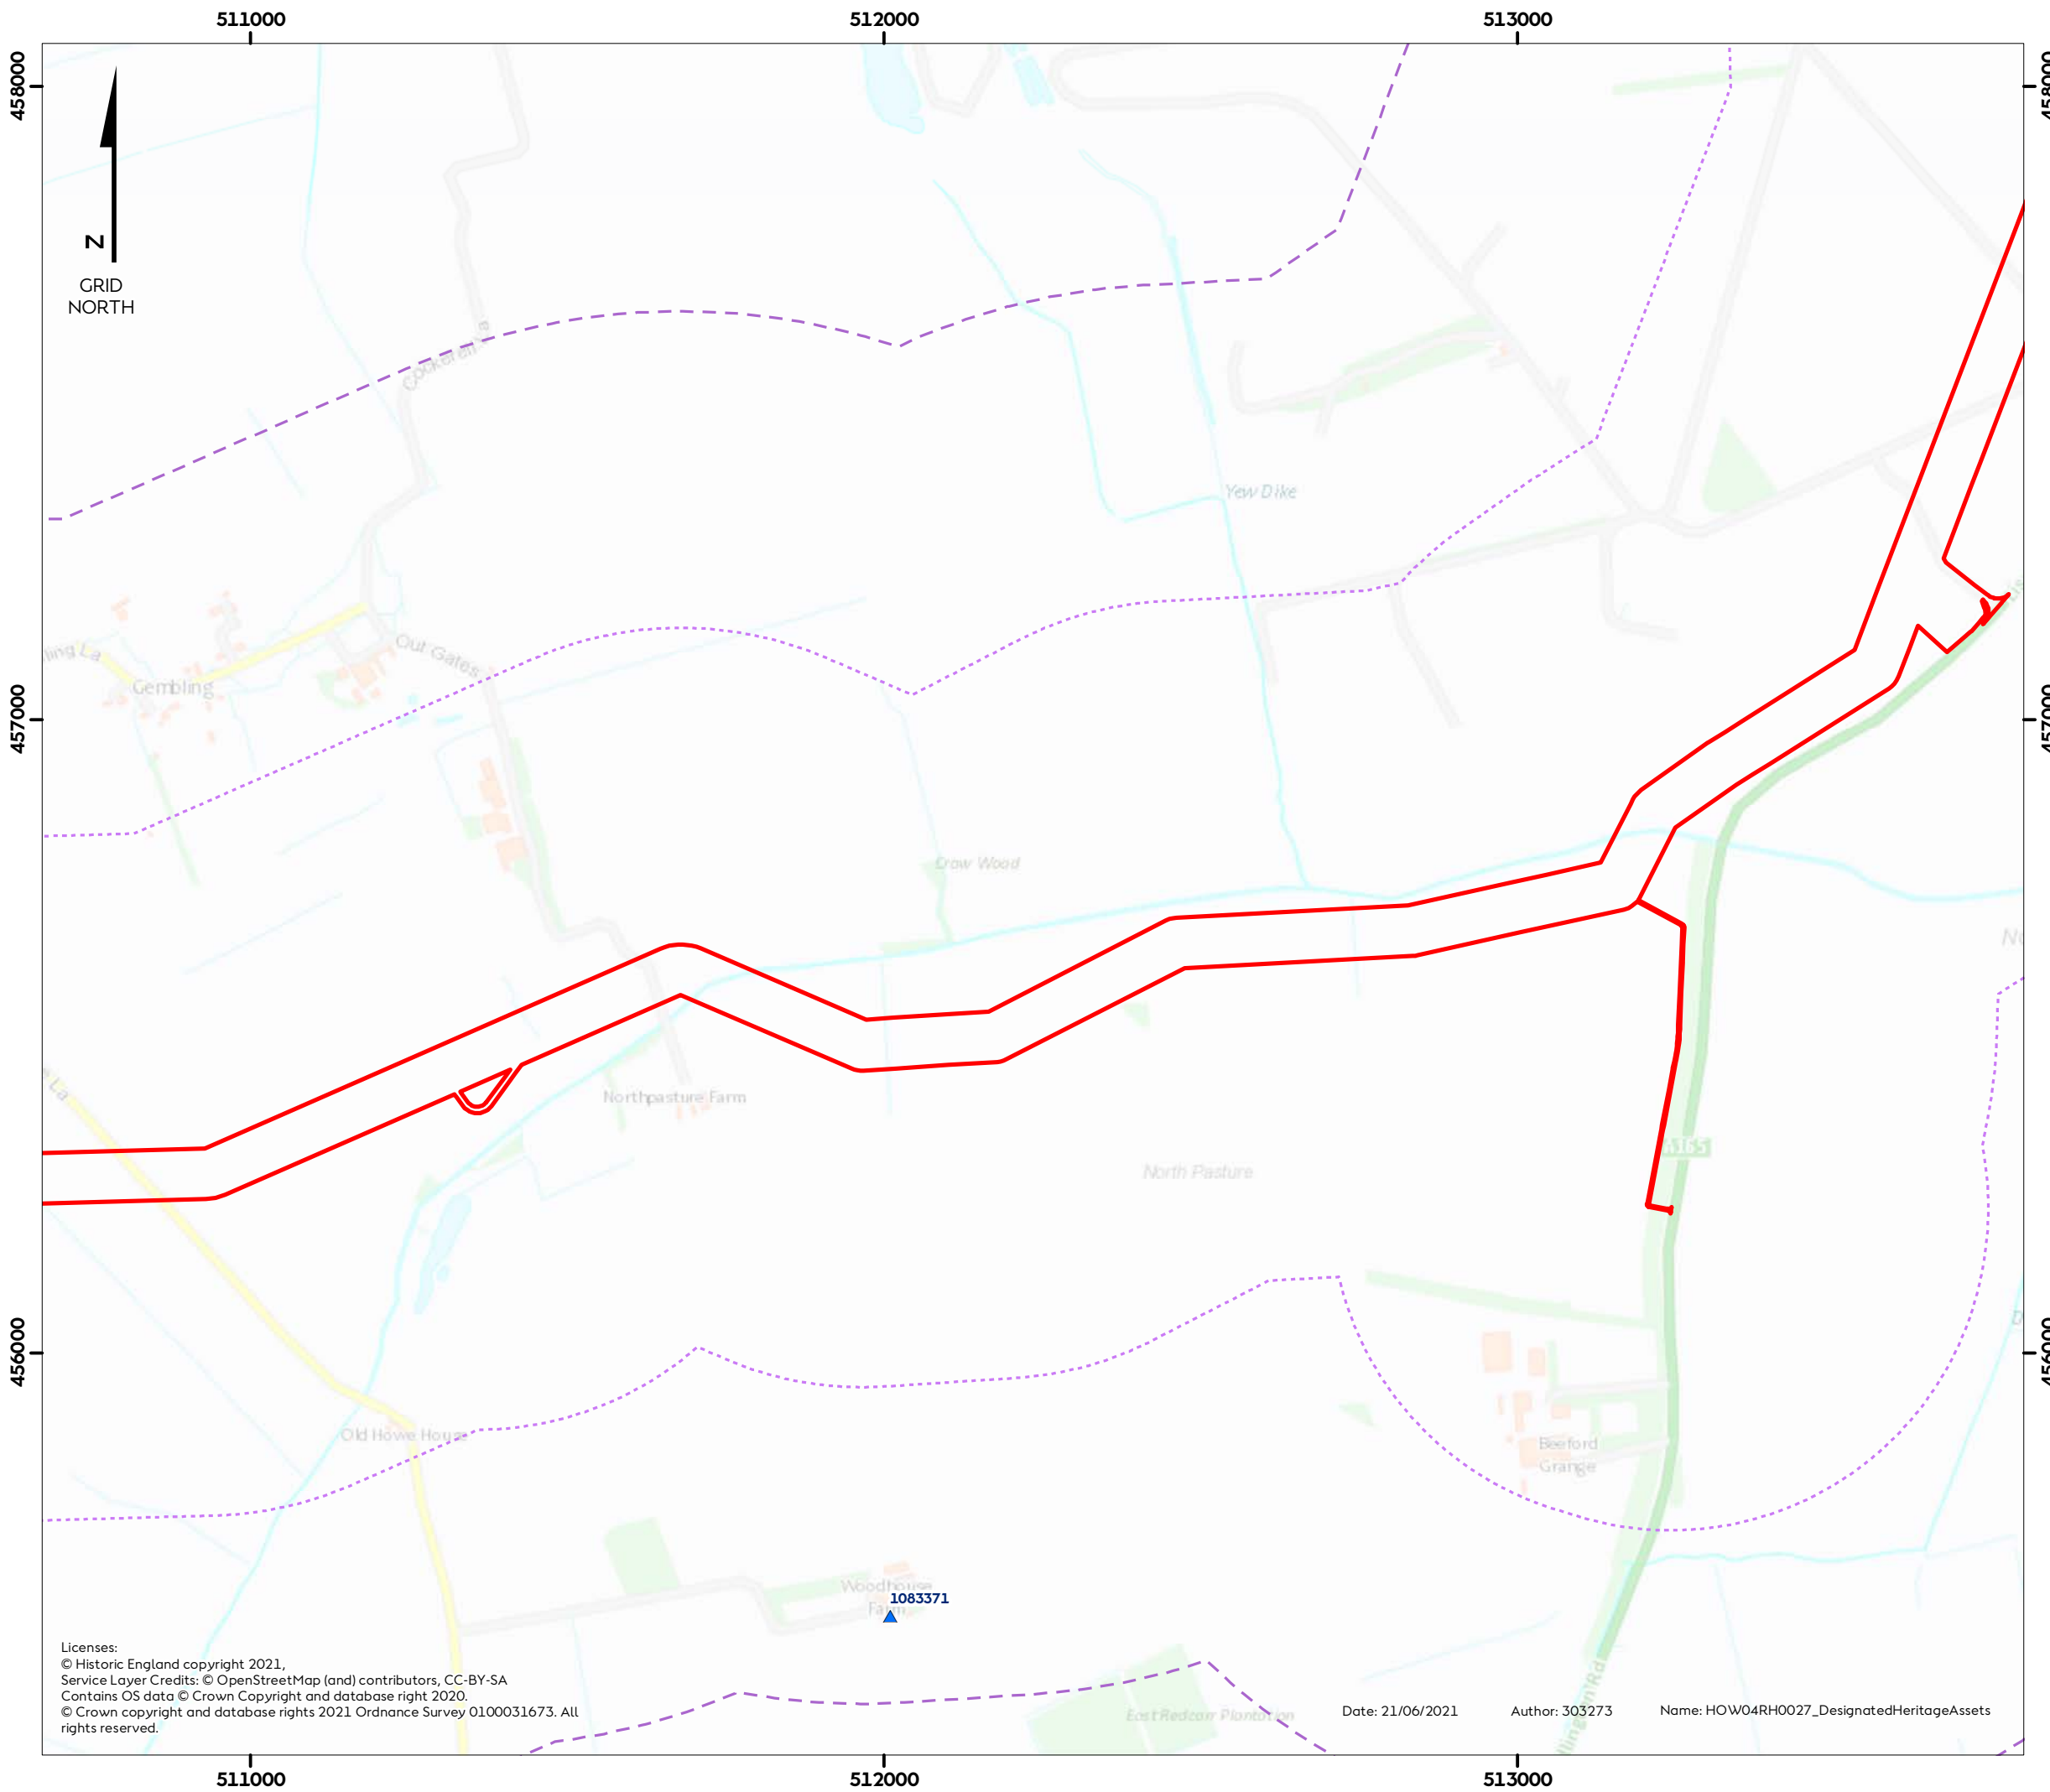 511000
512000
513000
458000
458000
N
GRID
NORTH
Yew Dike
Out Gates
Gembling
457000
Crow Wood
Northpasture Farm
A165
North Pasture
456000
456000
Old Howe House
Beeford
Grange
Woodhouse
Farm
1083371
Licenses:
© Historic England copyright 2021,
Service Layer Credits: © OpenStreetMap (and) contributors, CC-BY-SA
Contains OS data © Crown Copyright and database right 2020.
© Crown copyright and database rights 2021 Ordnance Survey 0100031673. All
rights reserved.
East Redcarr Plantation
Date: 21/06/2021
Author: 303273
Name: HOW04RH0027_DesignatedHeritageAssets
511000
512000
513000